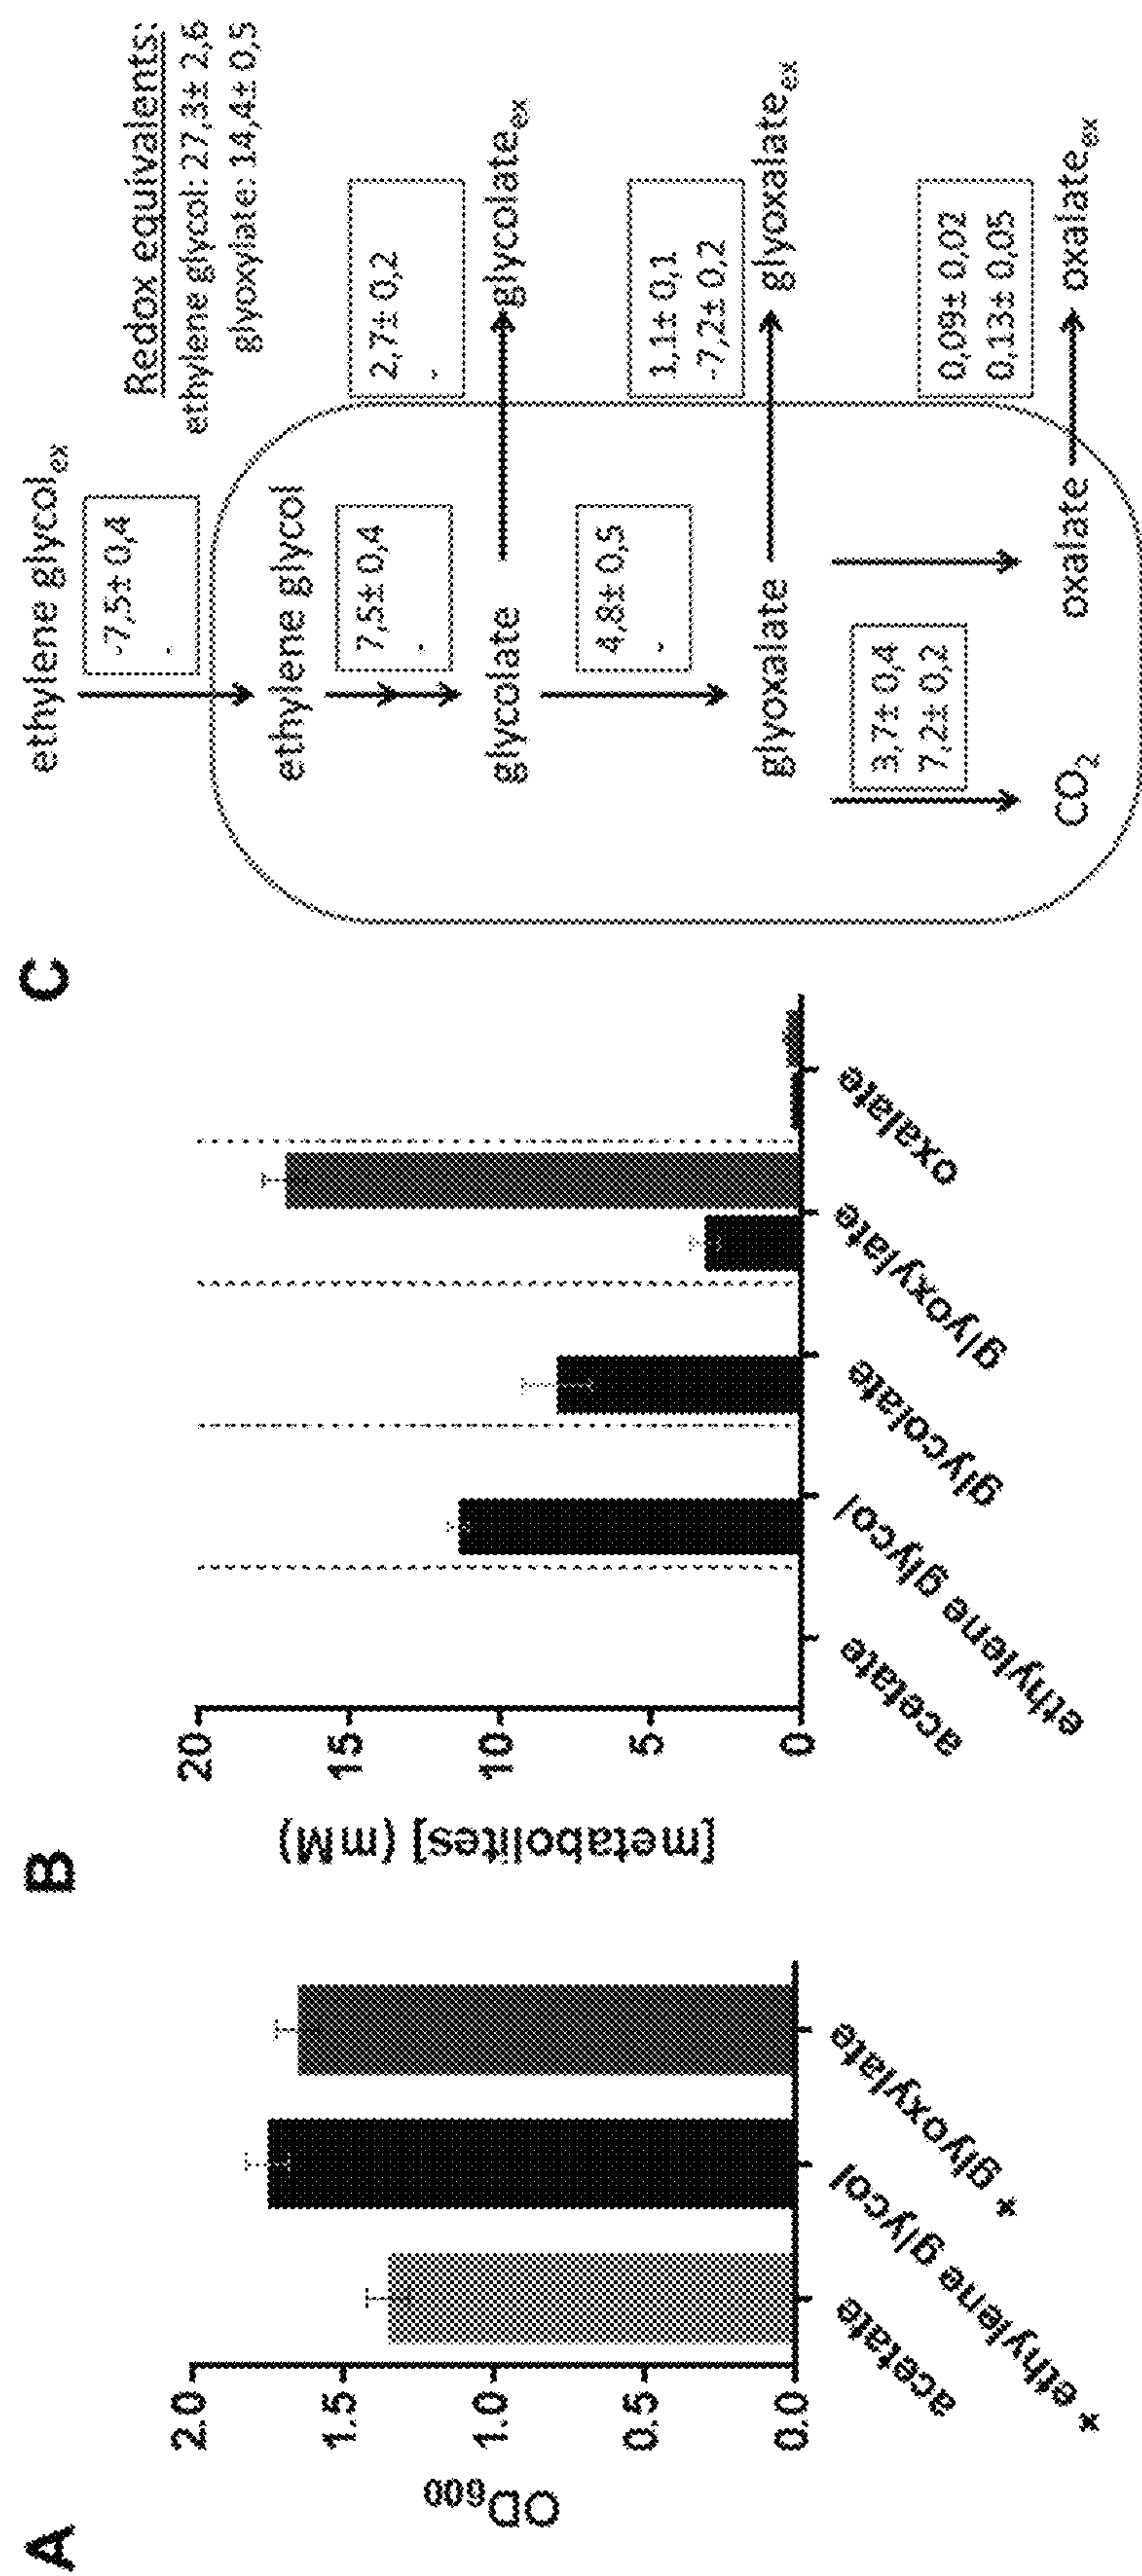 A
OD600
2.0
1.5
1.0
0.5
0.0
acetate
* ethylene glycol
* glyoxylate
B
[metabolites] (mM)
20
15
10
5
0
acetate
ethylene glycol
glycolate
glyoxylate
oxalate
C
Redox equivalents:
ethylene glycol: 27,3± 2,6
glyoxylate: 14,4± 0,5
ethylene glycolex
-7,5± 0,4
-
ethylene glycol
7,5± 0,4
-
2,7± 0,2
-
glycolate
glycolateex
4,8± 0,5
-
1,1± 0,1
-7,2± 0,2
glyoxalate
glyoxalateex
3,7± 0,4
7,2± 0,2
0,09± 0,02
0,13± 0,05
CO2
oxalate
oxalateex